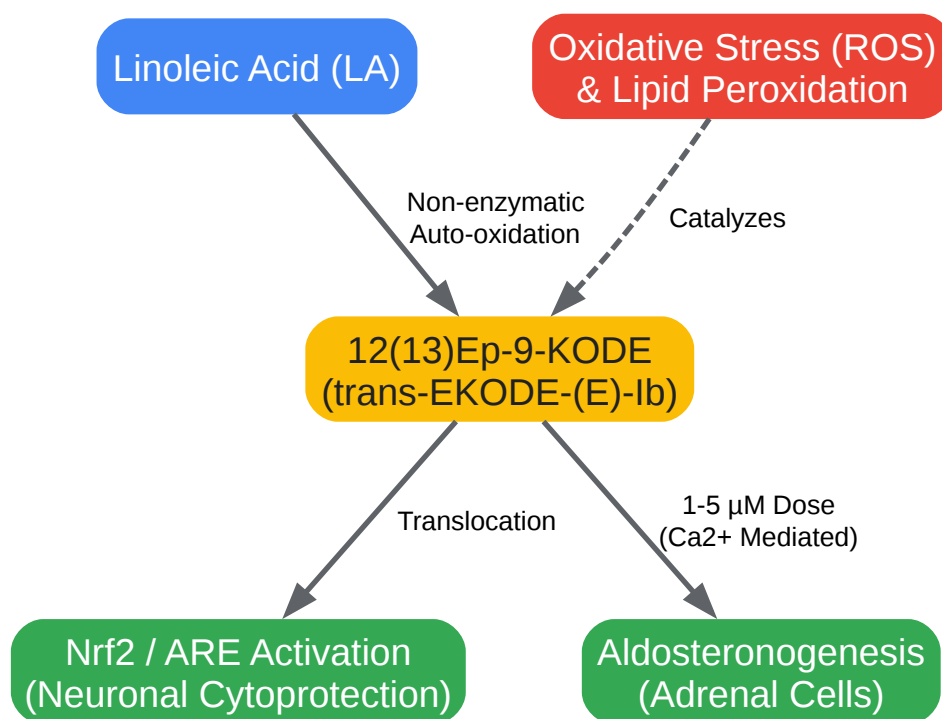 Linoleic Acid (LA)
Oxidative Stress (ROS)
& Lipid Peroxidation
Non-enzymatic
Auto-oxidation
Catalyzes
12(13)Ep-9-KODE
(trans-EKODE-(E)-Ib)
Translocation
1-5 µM Dose
(Ca2+ Mediated)
Nrf2 / ARE Activation
(Neuronal Cytoprotection)
Aldosteronogenesis
(Adrenal Cells)